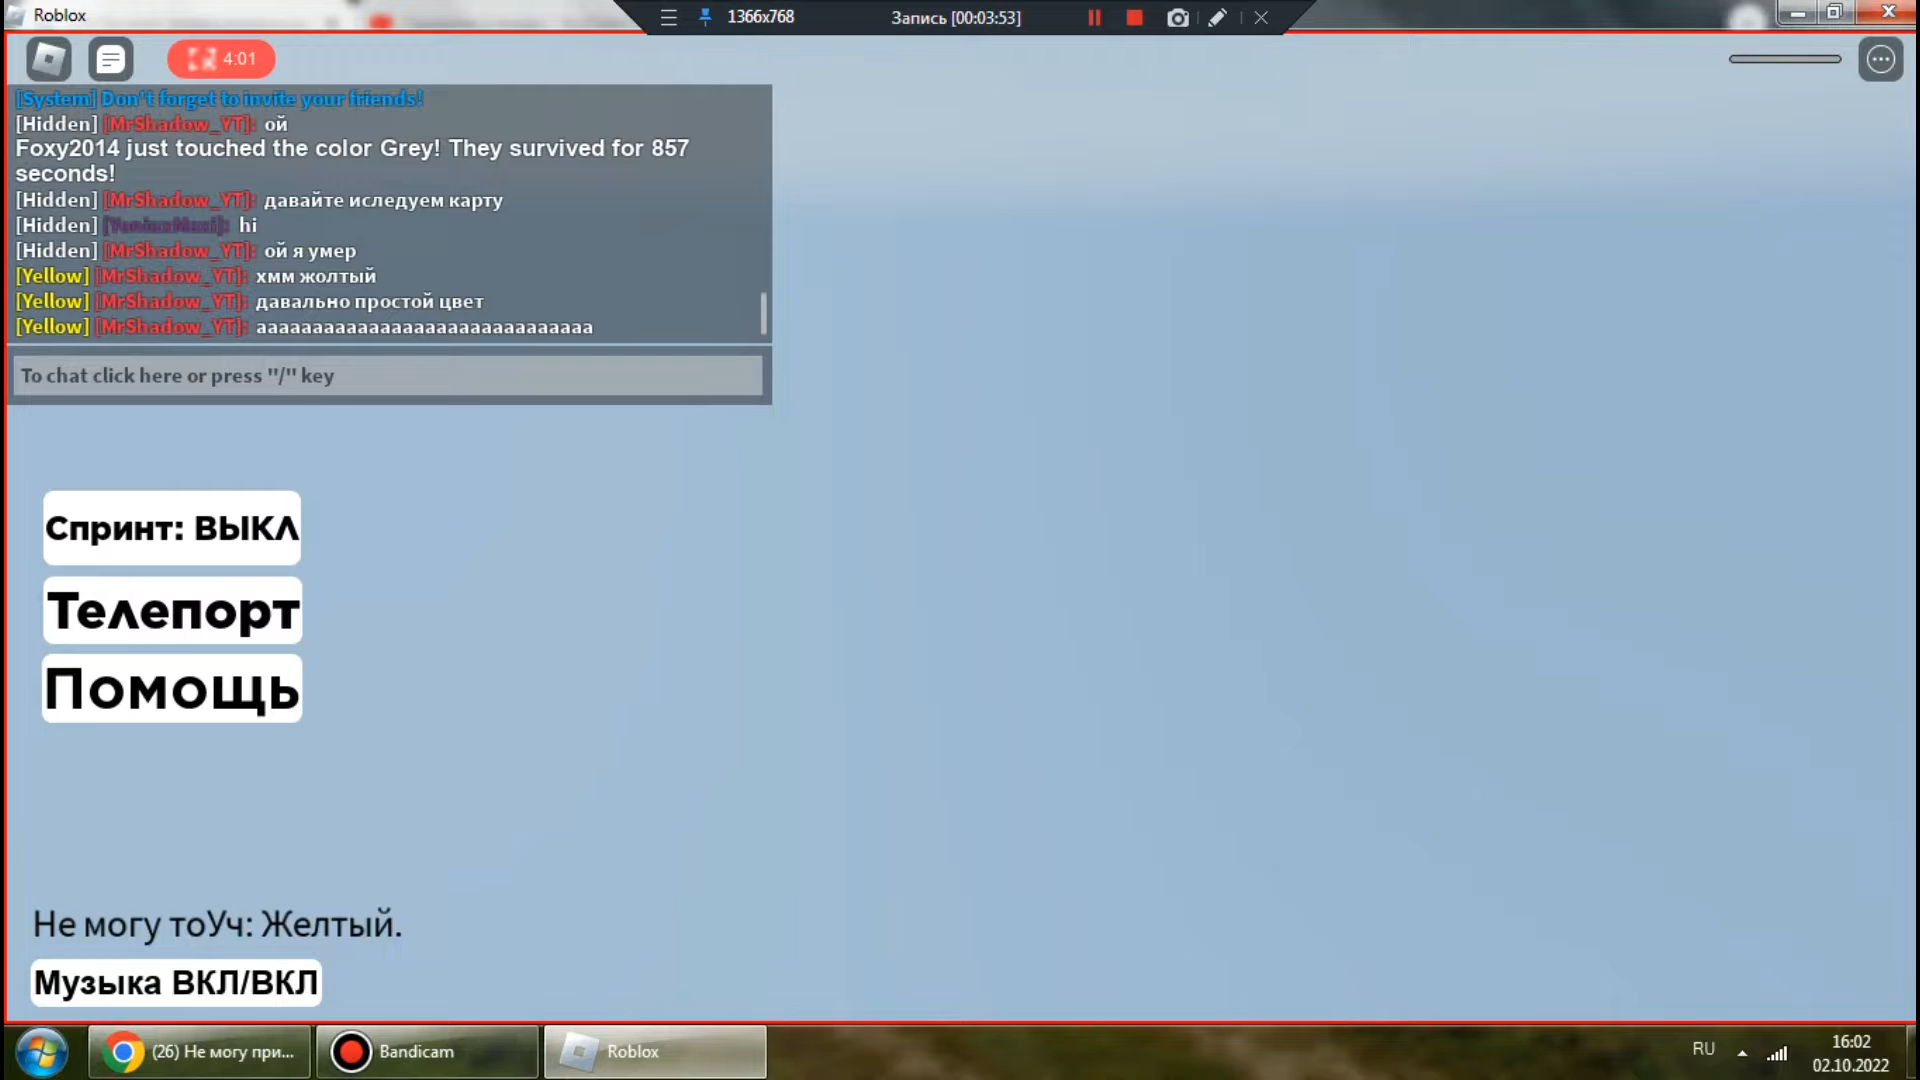 Roblox
1366x768
Запись [00:03:53]
4:01
[System] Don't forget to invite your friends!
[Hidden] [MrShadow_YT]: ой
Foxy2014 just touched the color Grey! They survived for 857
seconds!
[Hidden] [MrShadow_YT]: давайте иследуем карту
[Hidden] hi
[Hidden] [MrShadow_YT]: ой я умер
[Yellow] [MrShadow_YT]: хмм жолтый
[Yellow] [MrShadow_YT]: давально простой цвет
[Yellow] [MrShadow_YT]: аааааааааааааааааааааааааааааа
To chat click here or press "/" key
Спринт: ВЫКЛ
Телепорт
Помощь
Не могу тоУч: Желтый.
Музыка ВКЛ/ВКЛ
(26) Не могу при...
Bandicam
Roblox
RU
16:02
02.10.2022